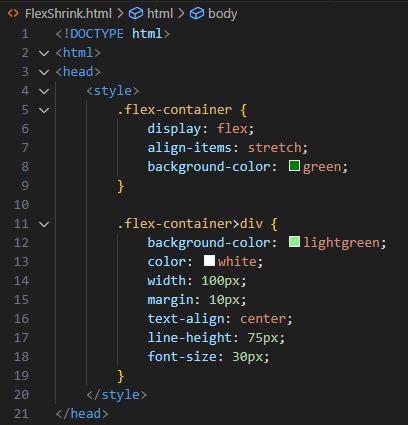 FlexShrink.html > html > body
1 <!DOCTYPE html>
2 <html>
3 <head>
4 <style>
5 .flex-container {
6 display: flex;
7 align-items: stretch;
8 background-color: green;
9 }
10
11 .flex-container>div {
12 background-color: lightgreen;
13 color: white;
14 width: 100px;
15 margin: 10px;
16 text-align: center;
17 line-height: 75px;
18 font-size: 30px;
19 }
20 </style>
21 </head>